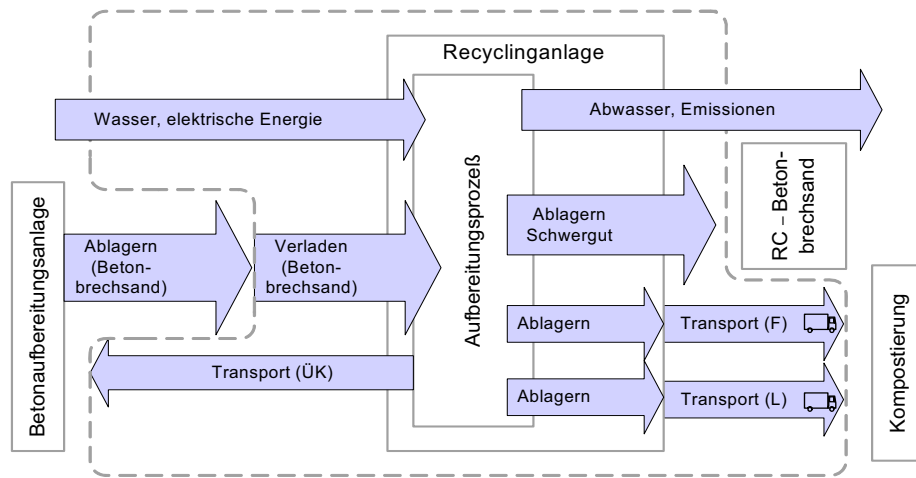 Recyclinganlage
Wasser, elektrische Energie
Abwasser, Emissionen
Betonaufbereitungsanlage
Ablagern
(Beton-
brechsand)
Verladen
(Beton-
brechsand)
Aufbereitungsprozeß
Ablagern
Schwergut
RC – Beton-
brechsand
Ablagern
Transport (F)
Transport (ÜK)
Ablagern
Transport (L)
Kompostierung